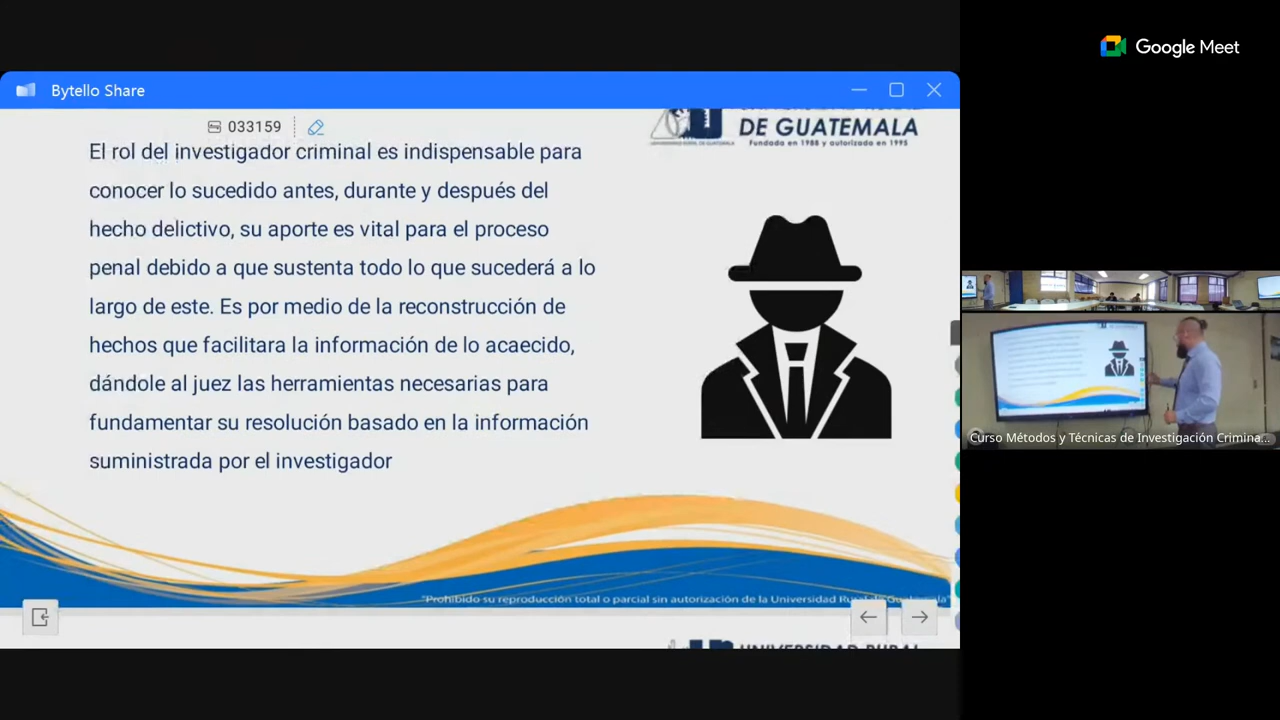 Google Meet
Bytello Share
033159
DE GUATEMALA
Fundada en 1988 y autorizada en 1995
El rol del investigador criminal es indispensable para
conocer lo sucedido antes, durante y después del
hecho delictivo, su aporte es vital para el proceso
penal debido a que sustenta todo lo que sucederá a lo
largo de este. Es por medio de la reconstrucción de
hechos que facilitara la información de lo acaecido,
dándole al juez las herramientas necesarias para
fundamentar su resolución basado en la información
suministrada por el investigador
"Prohibido su reproducción total o parcial sin autorización de la Universidad Rural de Guatemala"
UNIVERSIDAD RURAL
Curso Métodos y Técnicas de Investigación Crimina...